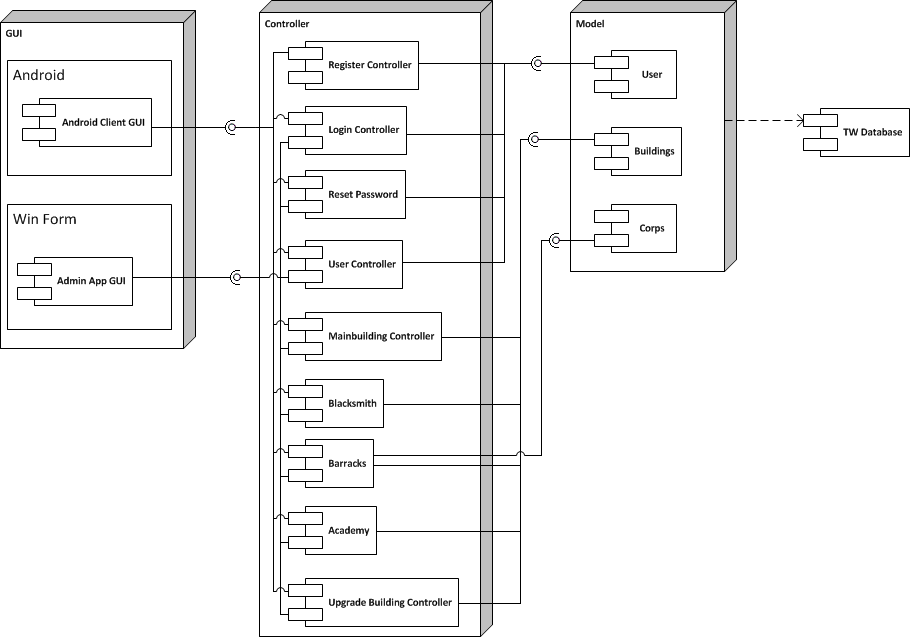 GUI
Android
Android Client GUI
Win Form
Admin App GUI
Controller
Register Controller
Login Controller
Reset Password
User Controller
Mainbuilding Controller
Blacksmith
Barracks
Academy
Upgrade Building Controller
Model
User
Buildings
Corps
TW Database